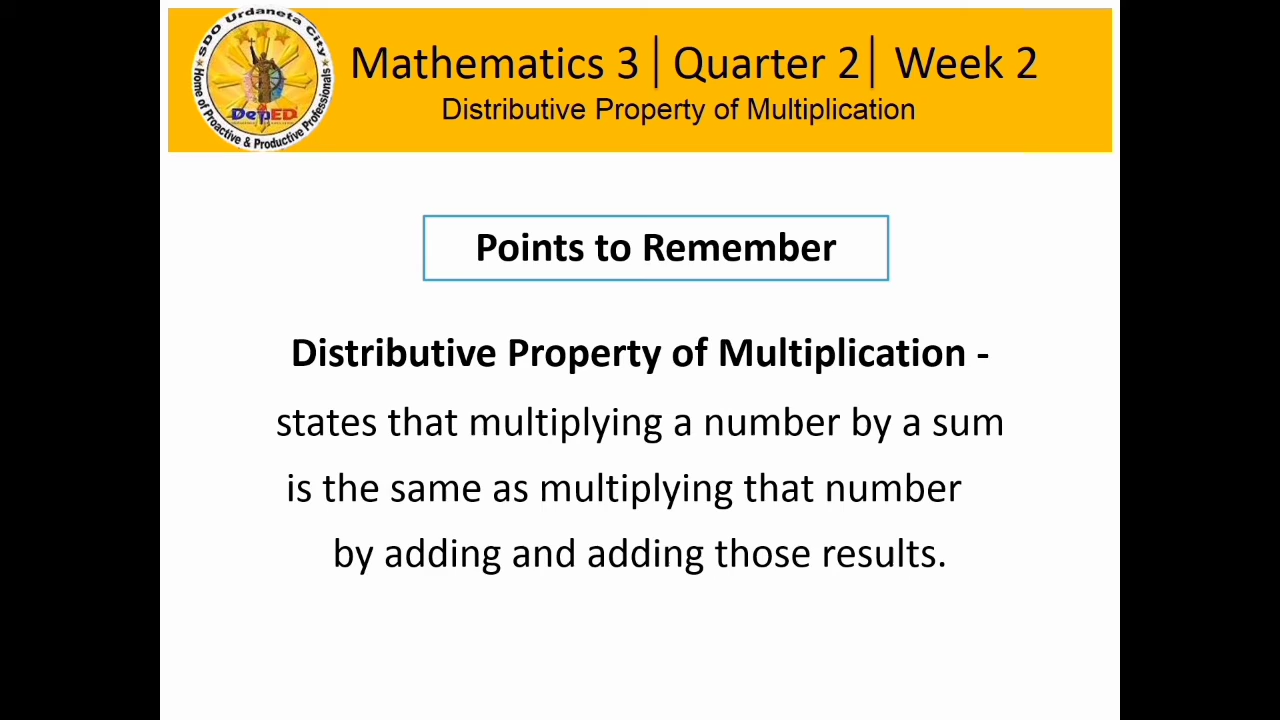 SDO Urdaneta City
Home of Proactive & Productive Professionals
DepED
Mathematics 3│Quarter 2│ Week 2
Distributive Property of Multiplication
Points to Remember
Distributive Property of Multiplication -
states that multiplying a number by a sum
is the same as multiplying that number
by adding and adding those results.